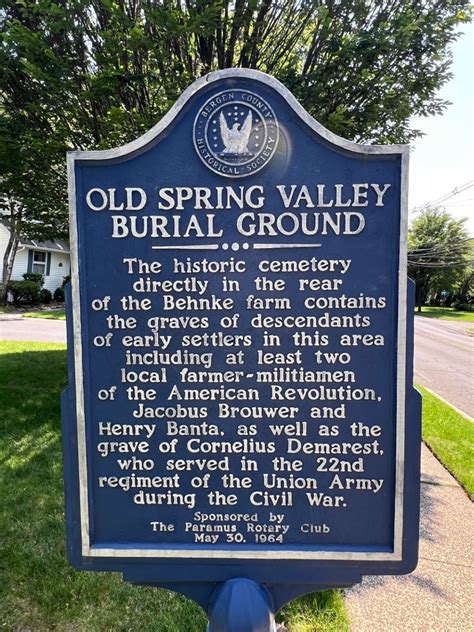 BERGEN COUNTY
HISTORICAL SOCIETY
OLD SPRING VALLEY
BURIAL GROUND
The historic cemetery
directly in the rear
of the Behnke farm contains
the graves of descendants
of early settlers in this area
including at least two
local farmer-militiamen
of the American Revolution,
Jacobus Brouwer and
Henry Banta, as well as the
grave of Cornelius Demarest,
who served in the 22nd
regiment of the Union Army
during the Civil War.
Sponsored by
The Paramus Rotary Club
May 30, 1964